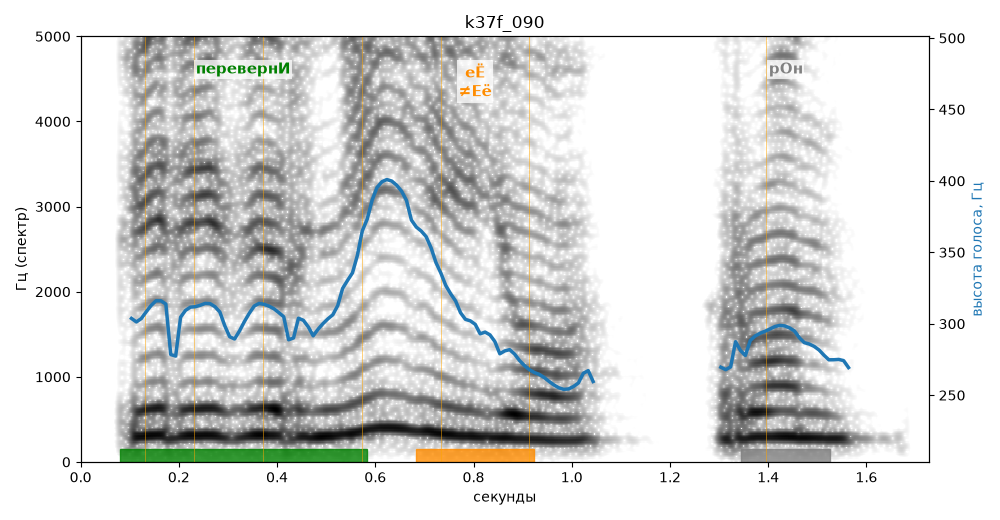 k37f_090
перевернИ
еЁ
≠Её
рОн
Гц (спектр)
высота голоса, Гц
секунды
5000
4000
3000
2000
1000
0
500
450
400
350
300
250
0.0 0.2 0.4 0.6 0.8 1.0 1.2 1.4 1.6